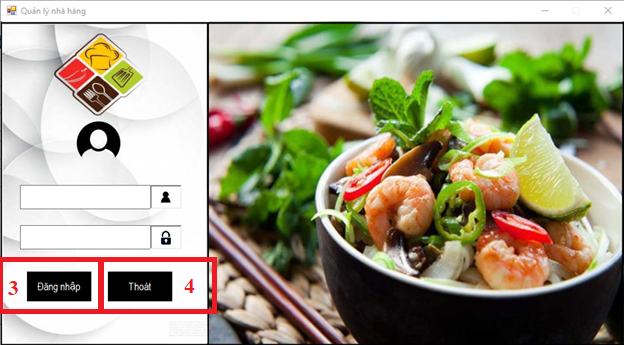 Quản lý nhà hàng
3 Đăng nhập Thoát 4